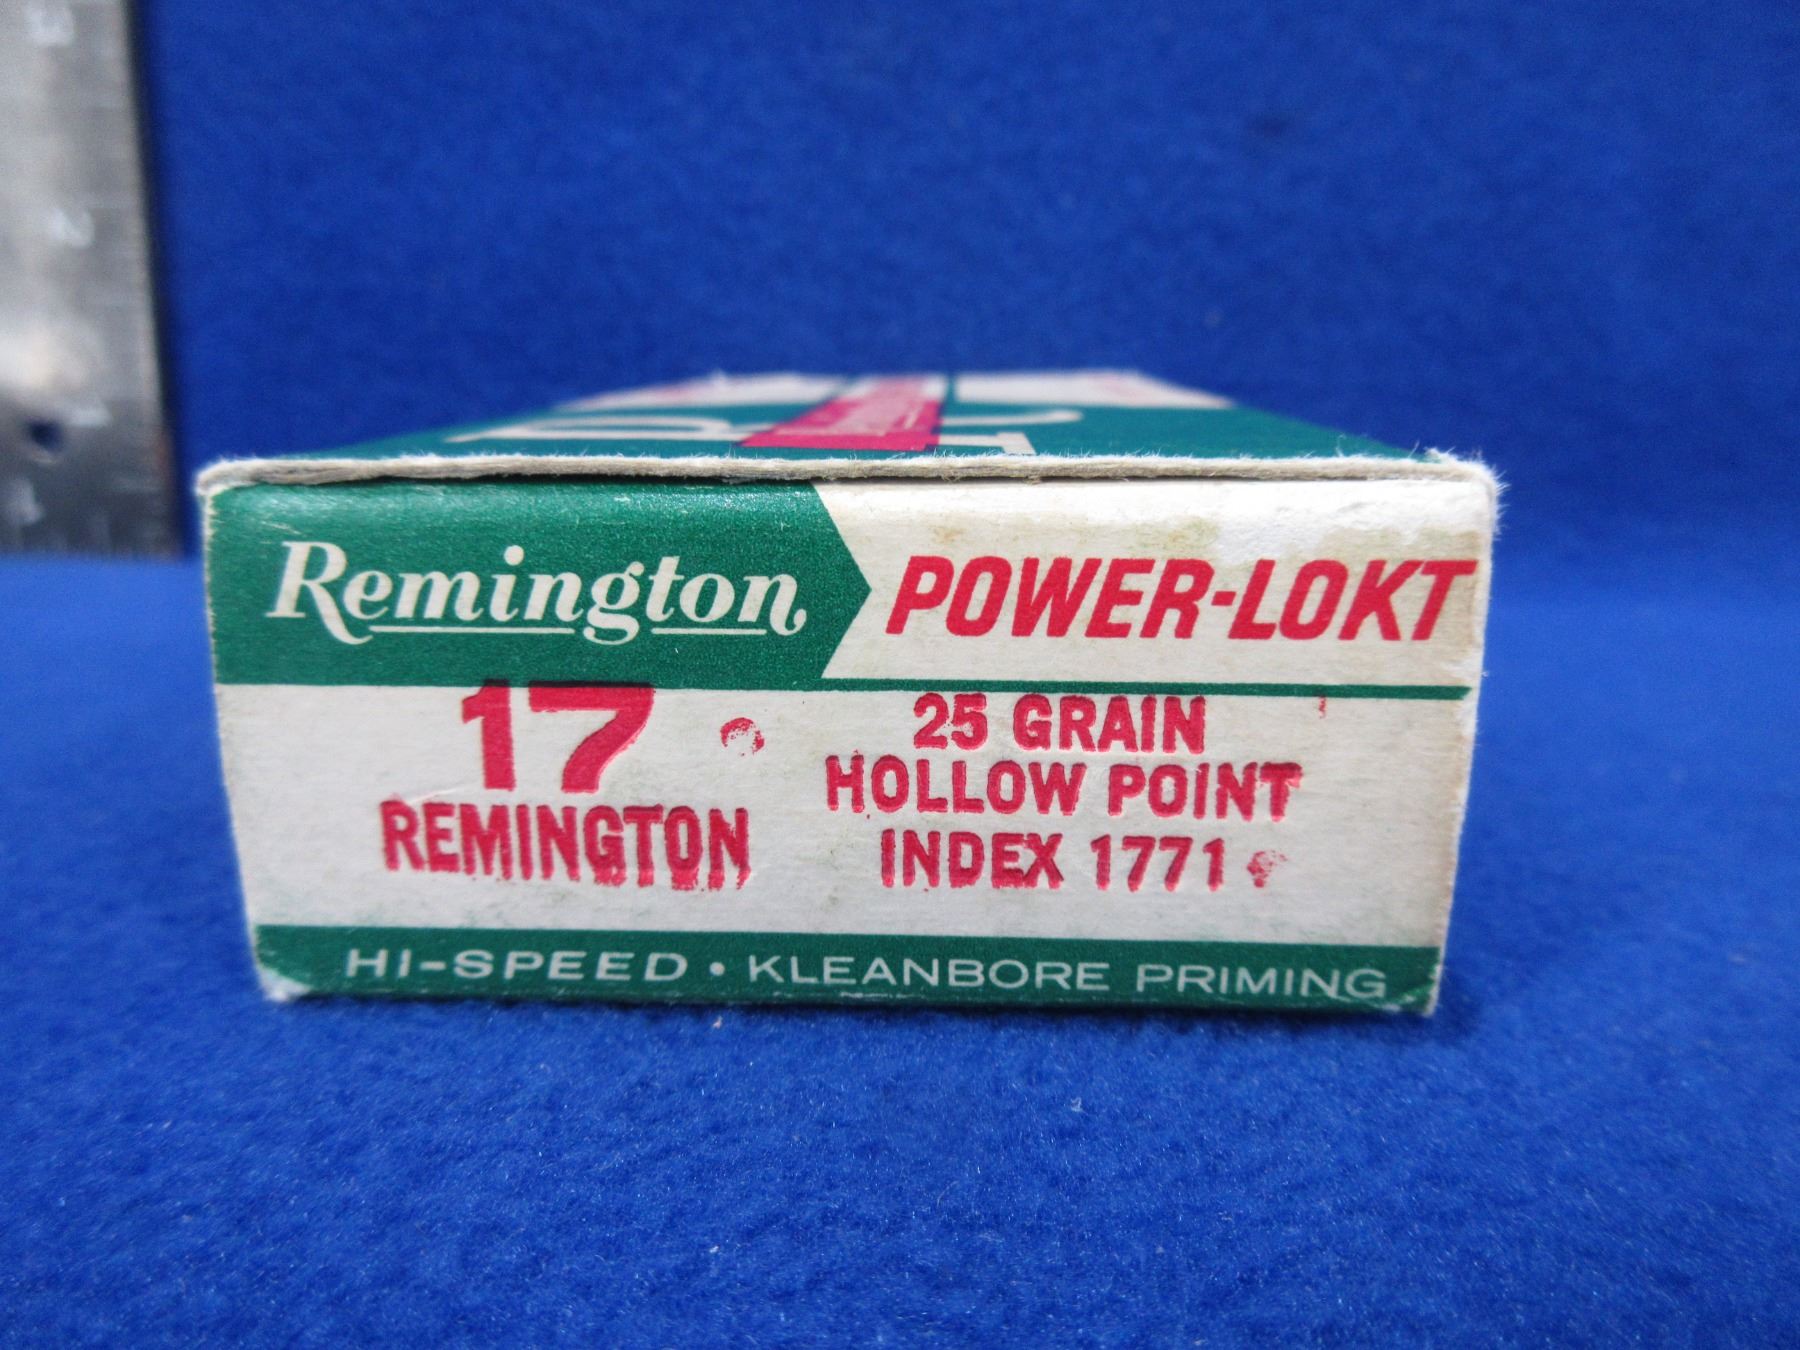 Remington POWER-LOKT
17
REMINGTON
25 GRAIN
HOLLOW POINT
INDEX 1771
HI-SPEED • KLEANBORE PRIMING